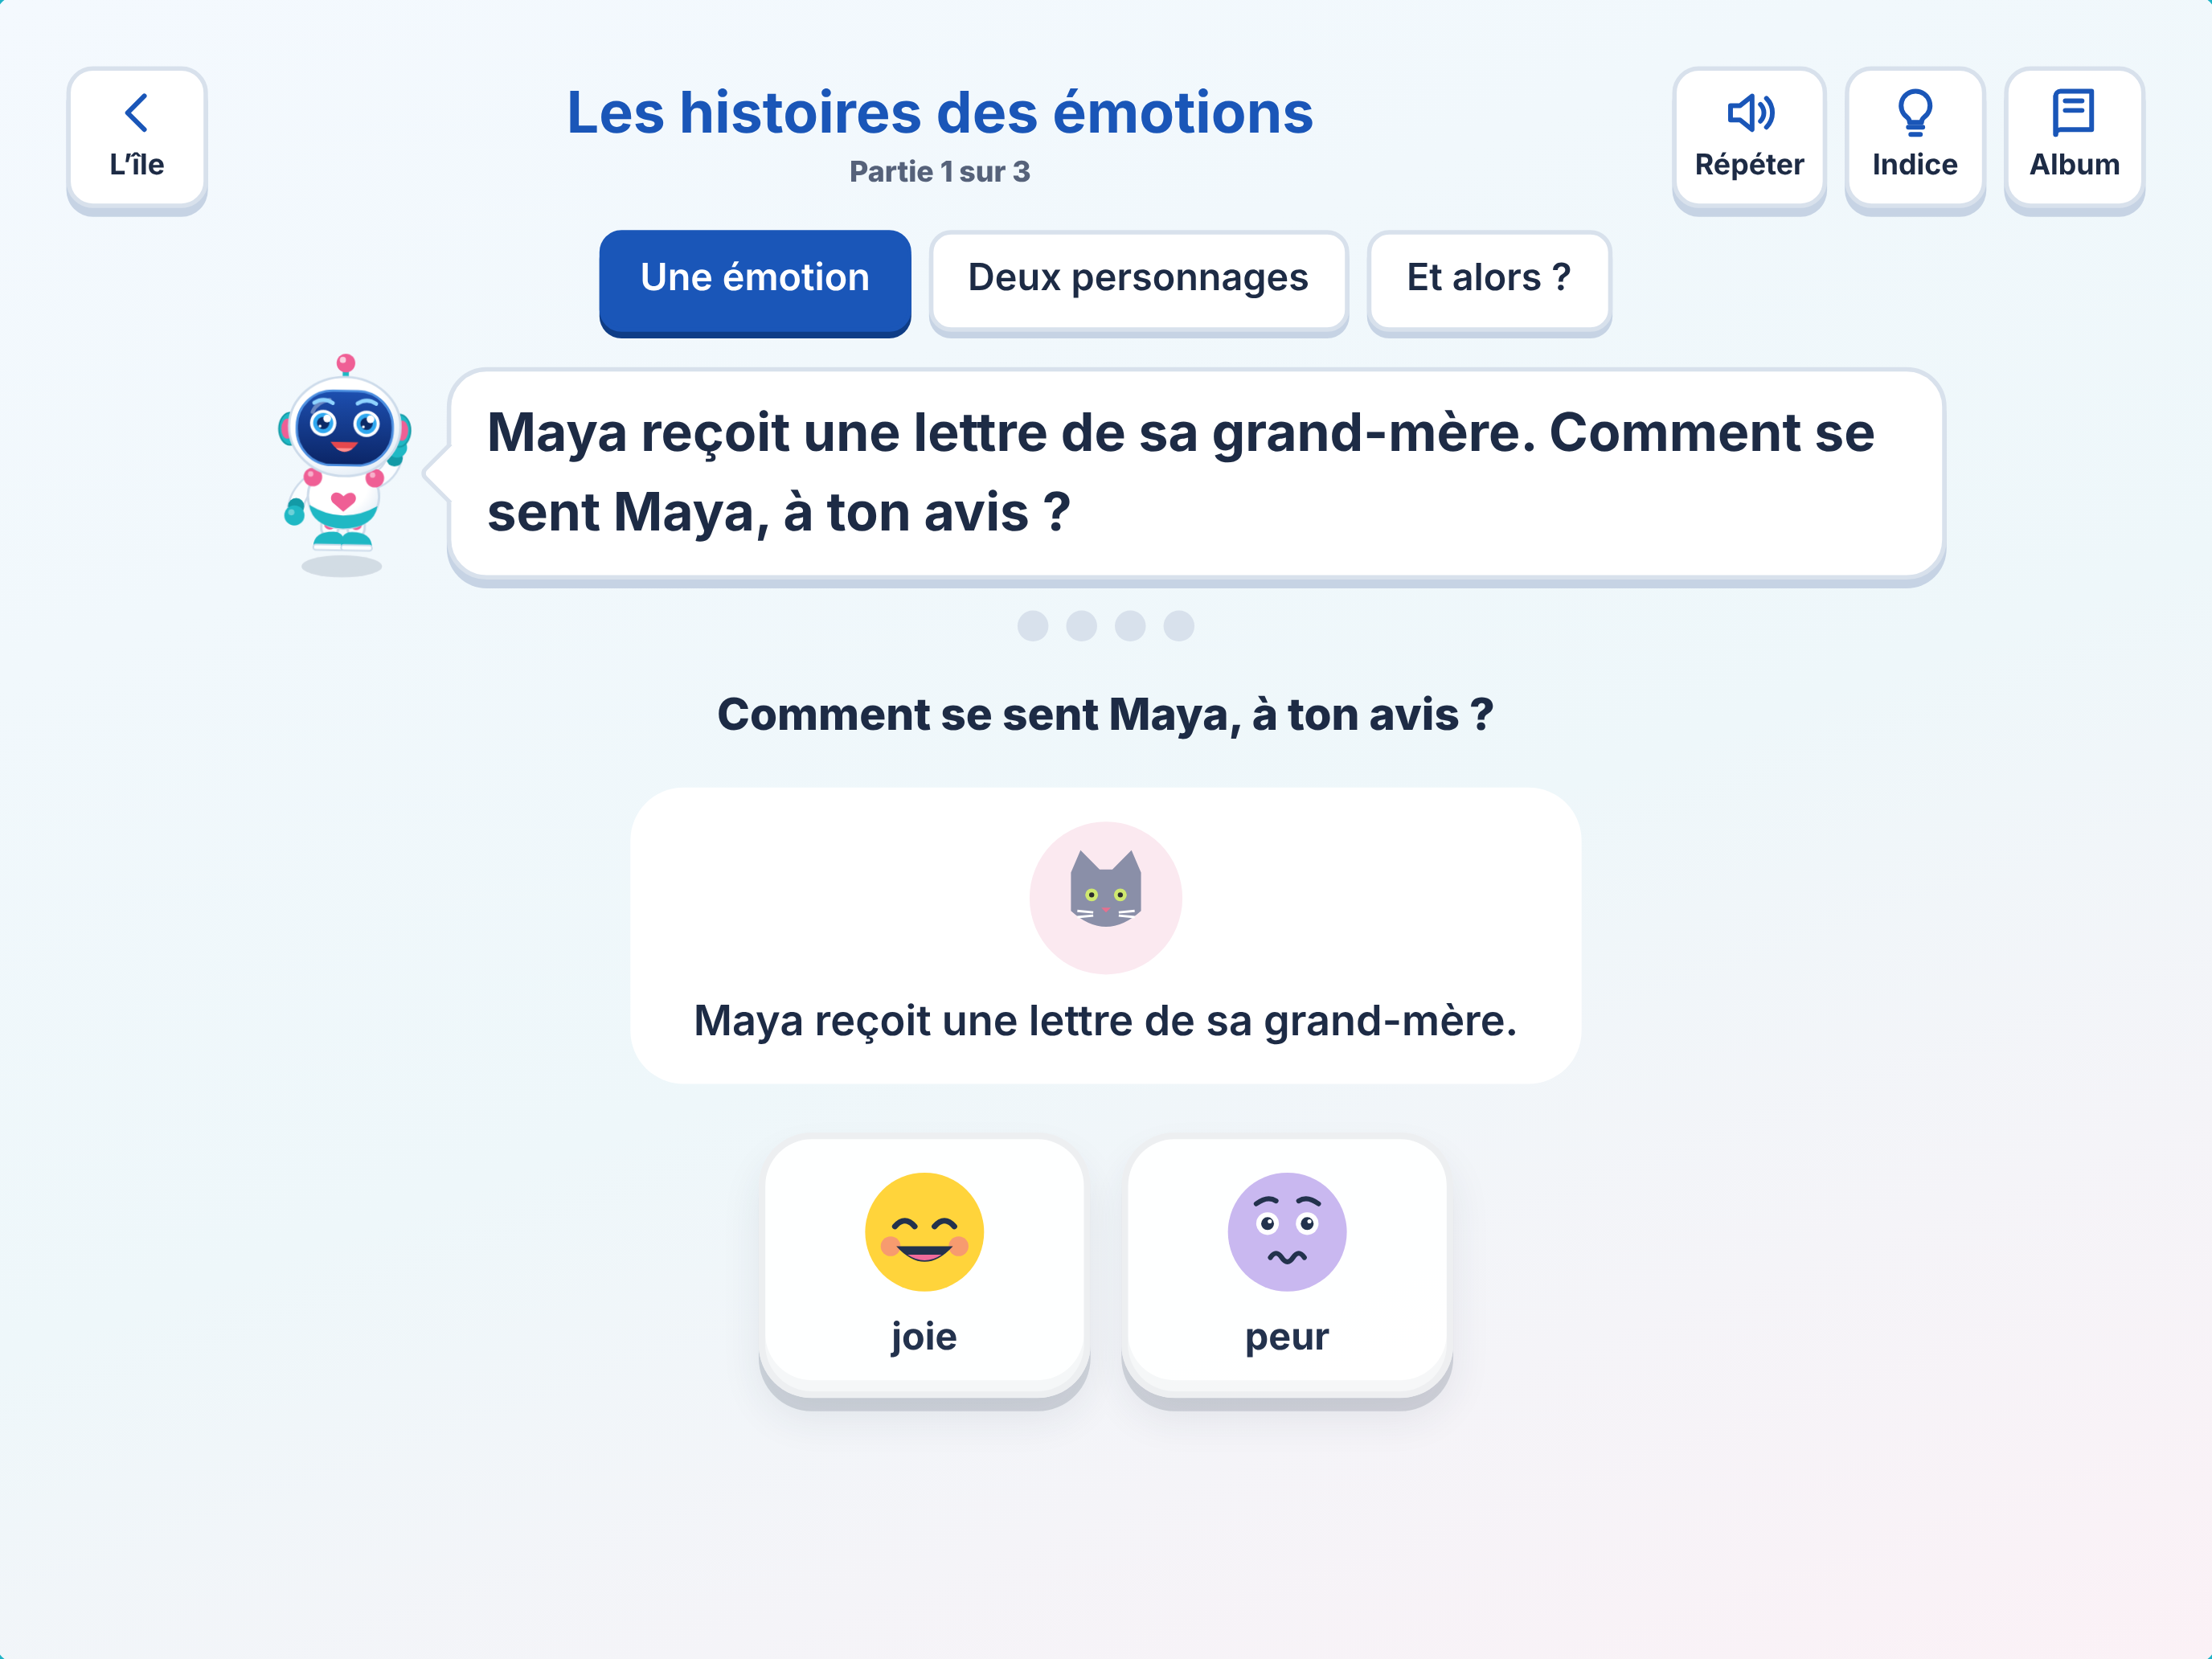 L'île
Les histoires des émotions
Partie 1 sur 3
Répéter
Indice
Album
Une émotion
Deux personnages
Et alors ?
Maya reçoit une lettre de sa grand-mère. Comment se
sent Maya, à ton avis ?
Comment se sent Maya, à ton avis ?
Maya reçoit une lettre de sa grand-mère.
joie
peur